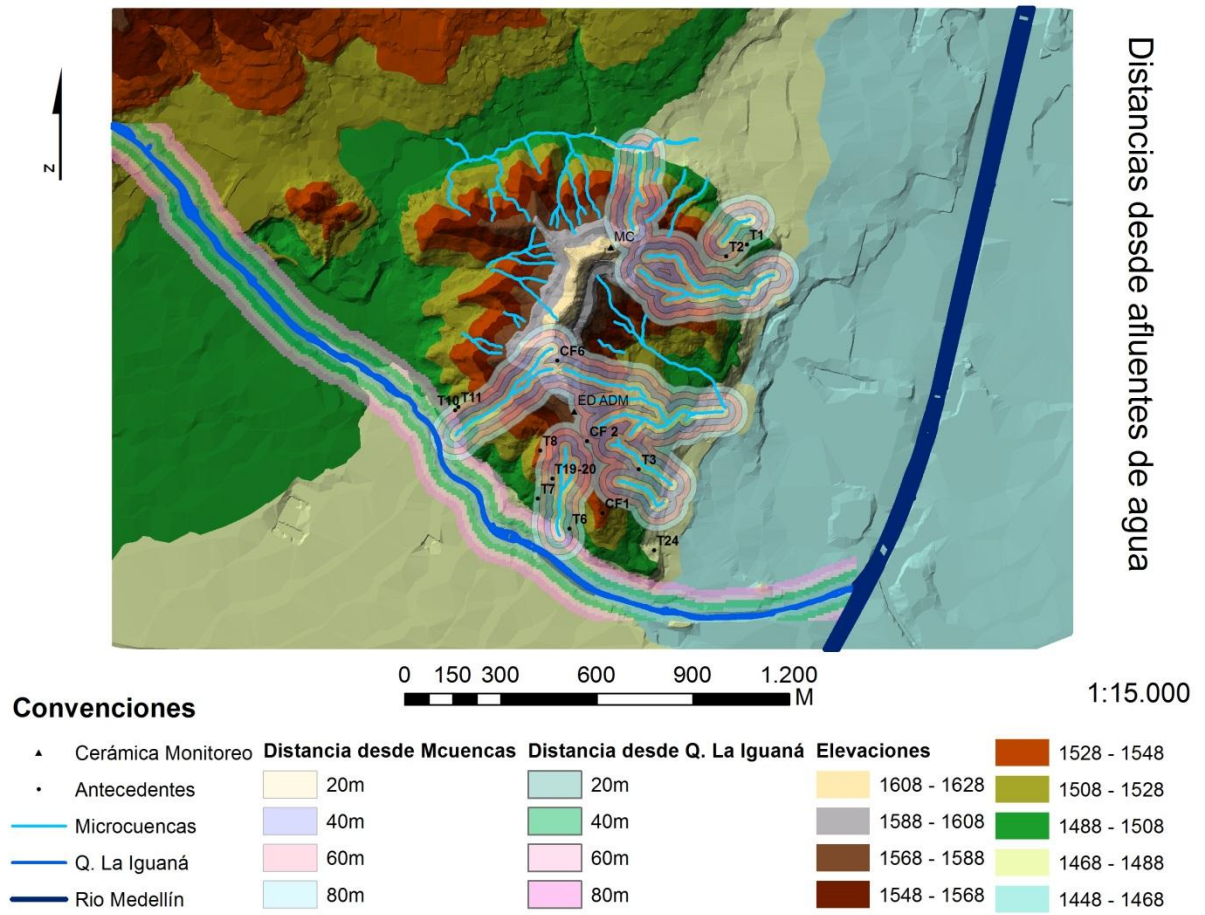 Distancias desde afluentes de agua
N
MC
T1
T2
CF6
T10
T11
ED ADM
CF 2
T8
T3
T19-20
T7
CF1
T6
T24
0 150 300 600 900 1.200
M
1:15.000
Convenciones
Cerámica Monitoreo
Antecedentes
Microcuencas
Q. La Iguaná
Rio Medellín
Distancia desde Mcuencas
20m
40m
60m
80m
Distancia desde Q. La Iguaná
20m
40m
60m
80m
Elevaciones
1608 - 1628
1588 - 1608
1568 - 1588
1548 - 1568
1528 - 1548
1508 - 1528
1488 - 1508
1468 - 1488
1448 - 1468